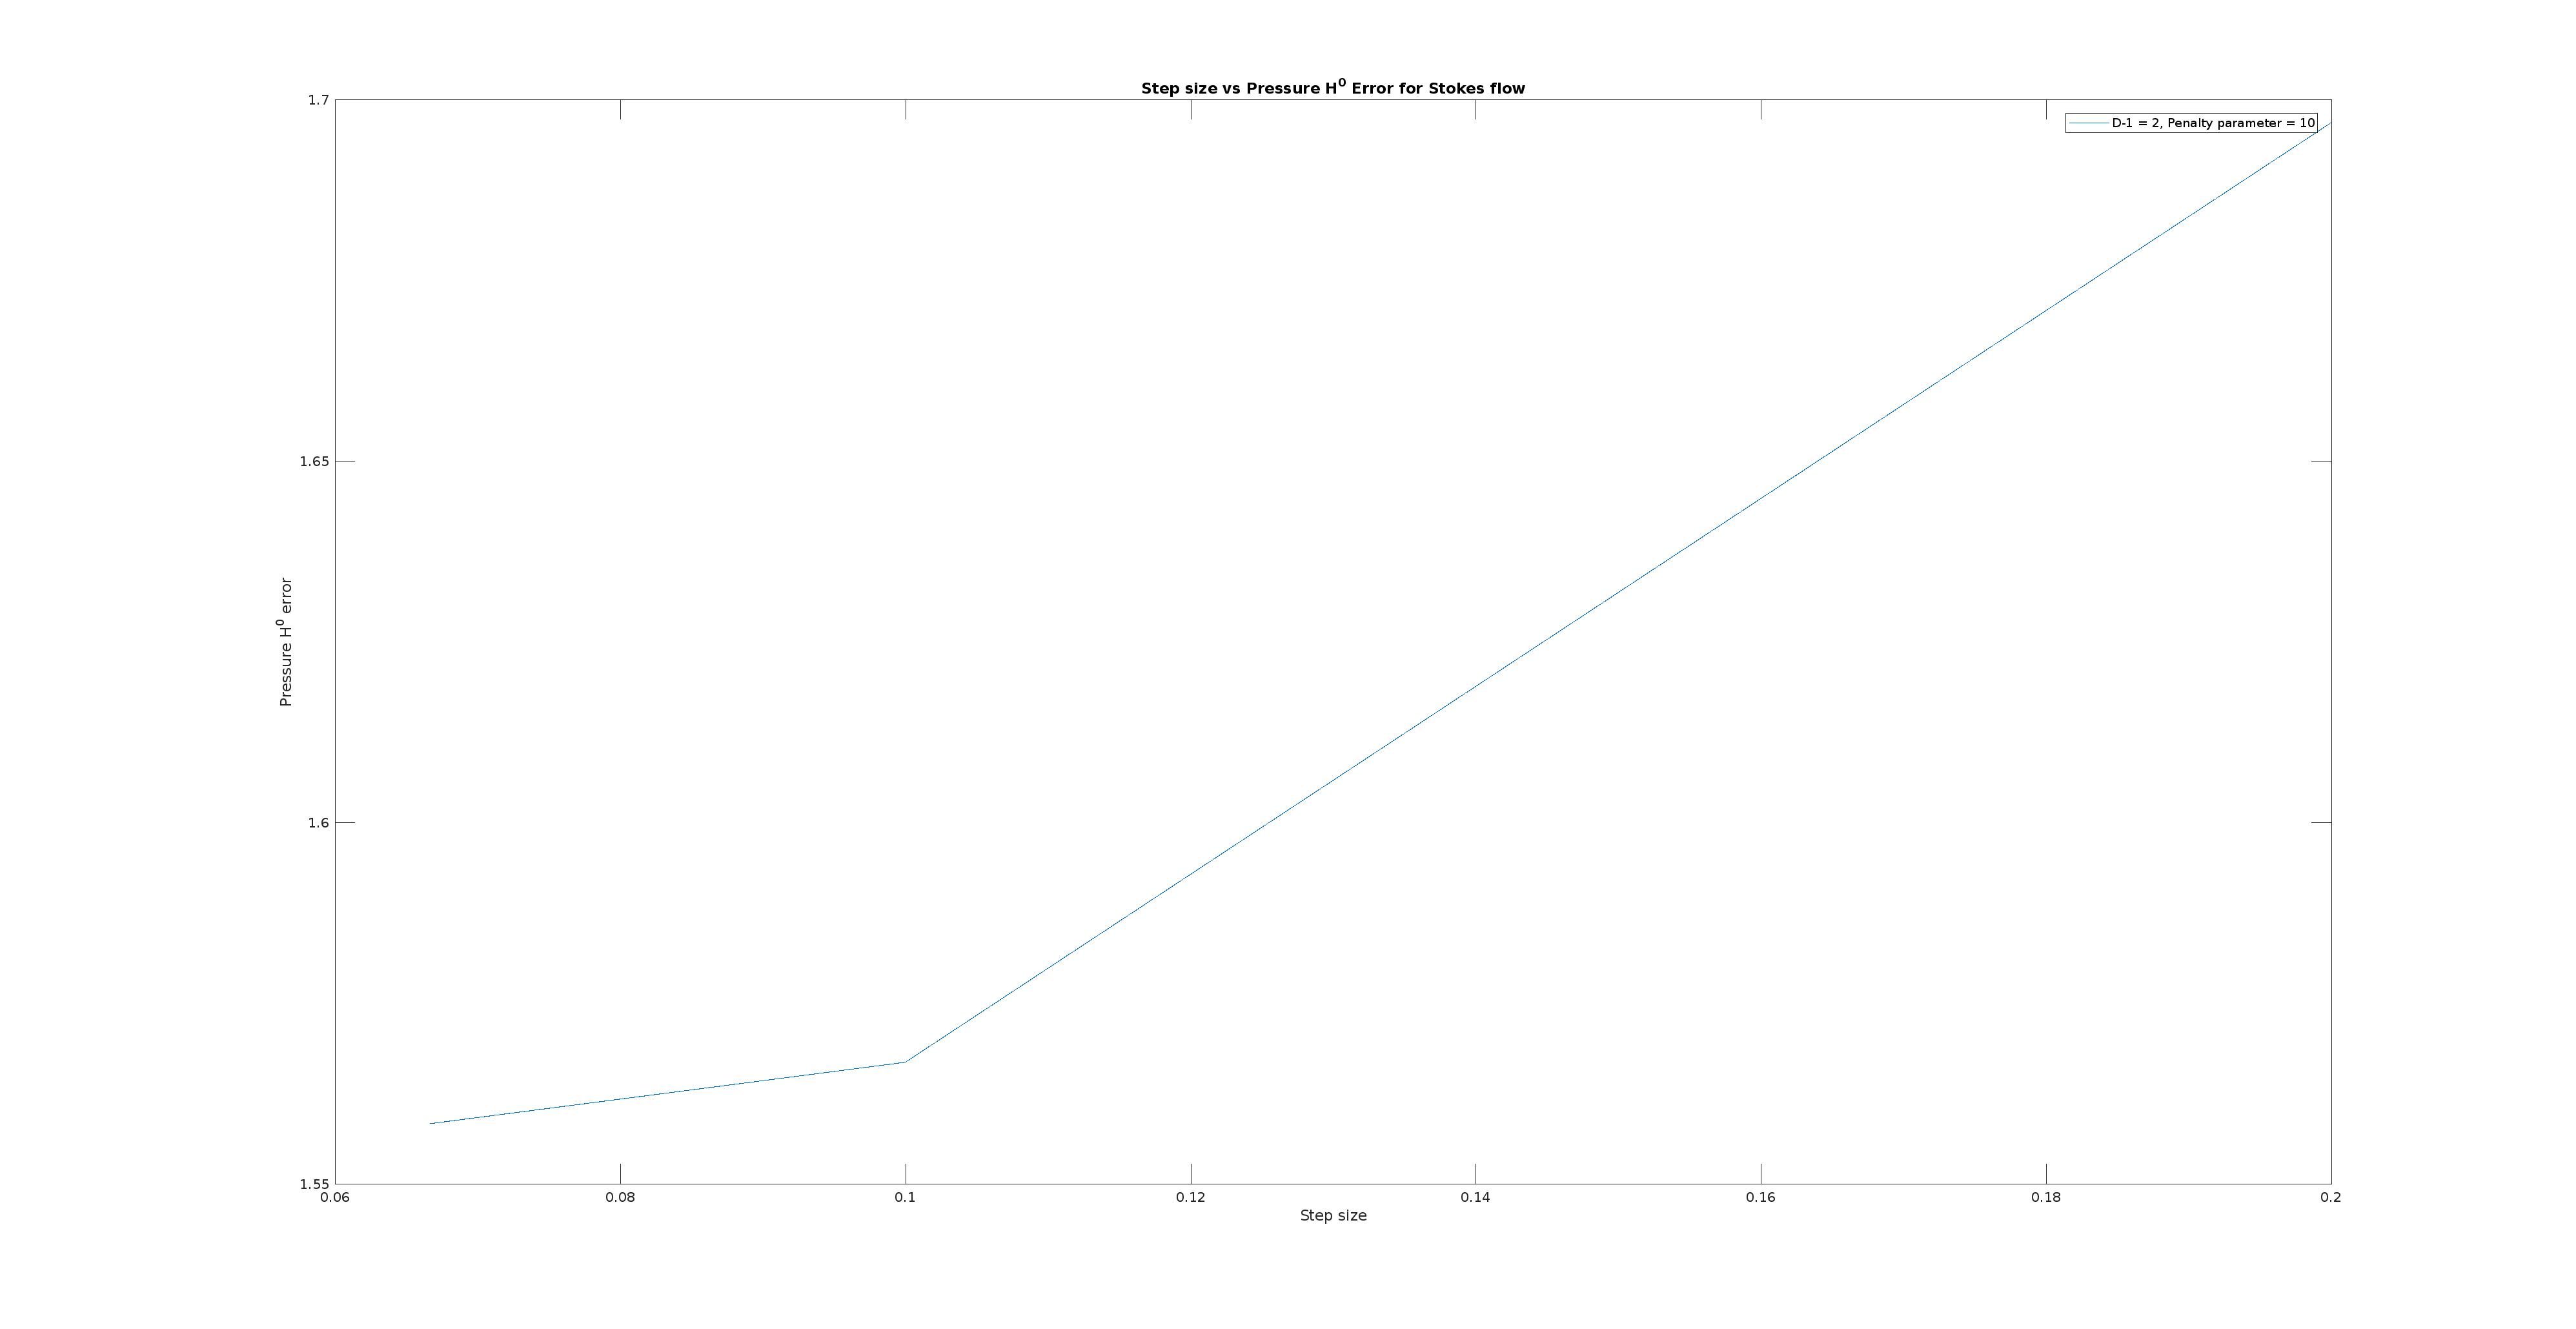 Step size vs Pressure H⁰ Error for Stokes flow
1.7
D-1 = 2, Penalty parameter = 10
1.65
Pressure H⁰ error
1.6
1.55
0.06 0.08 0.1 0.12 0.14 0.16 0.18 0.2
Step size